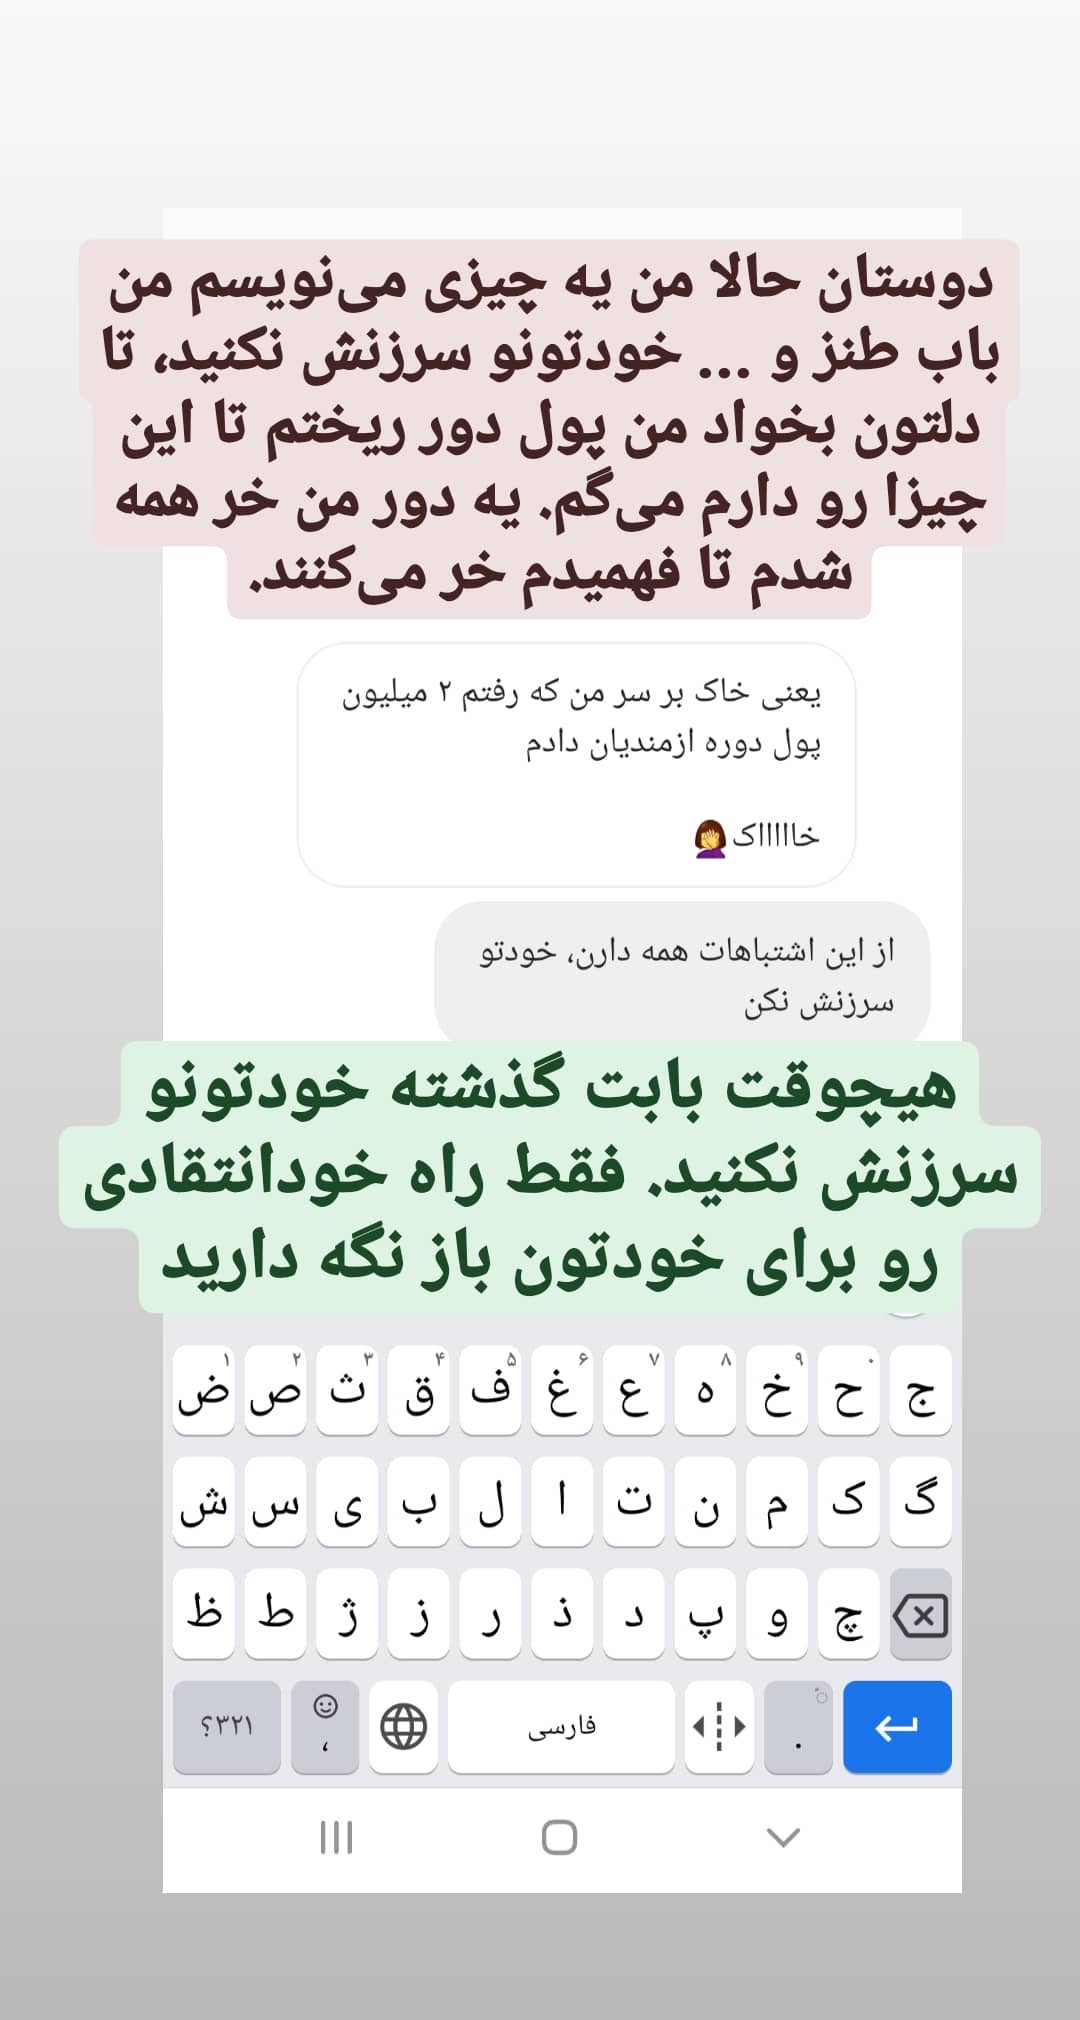 دوستان حالا من یه چیزی می‌نویسم من
باب طنز و ... خودتونو سرزنش نکنید، تا
دلتون بخواد من پول دور ریختم تا این
چیزا رو دارم می‌گم. یه دور من خر همه
شدم تا فهمیدم خر می‌کنند.
یعنی خاک بر سر من که رفتم ۲ میلیون
پول دوره ازمندیان دادم
خااااااک🤦‍♀️
از این اشتباهات همه دارن، خودتو
سرزنش نکن
هیچوقت بابت گذشته خودتونو
سرزنش نکنید. فقط راه خودانتقادی
رو برای خودتون باز نگه دارید
۱ ۲ ۳ ۴ ۵ ۶ ۷ ۸ ۹ ۰
ض ص ث ق ف غ ع ه خ ح ج
ش س ی ب ل ا ت ن م ک گ
ظ ط ژ ز ر ذ د پ و چ
۳۲۱؟ ، فارسی .